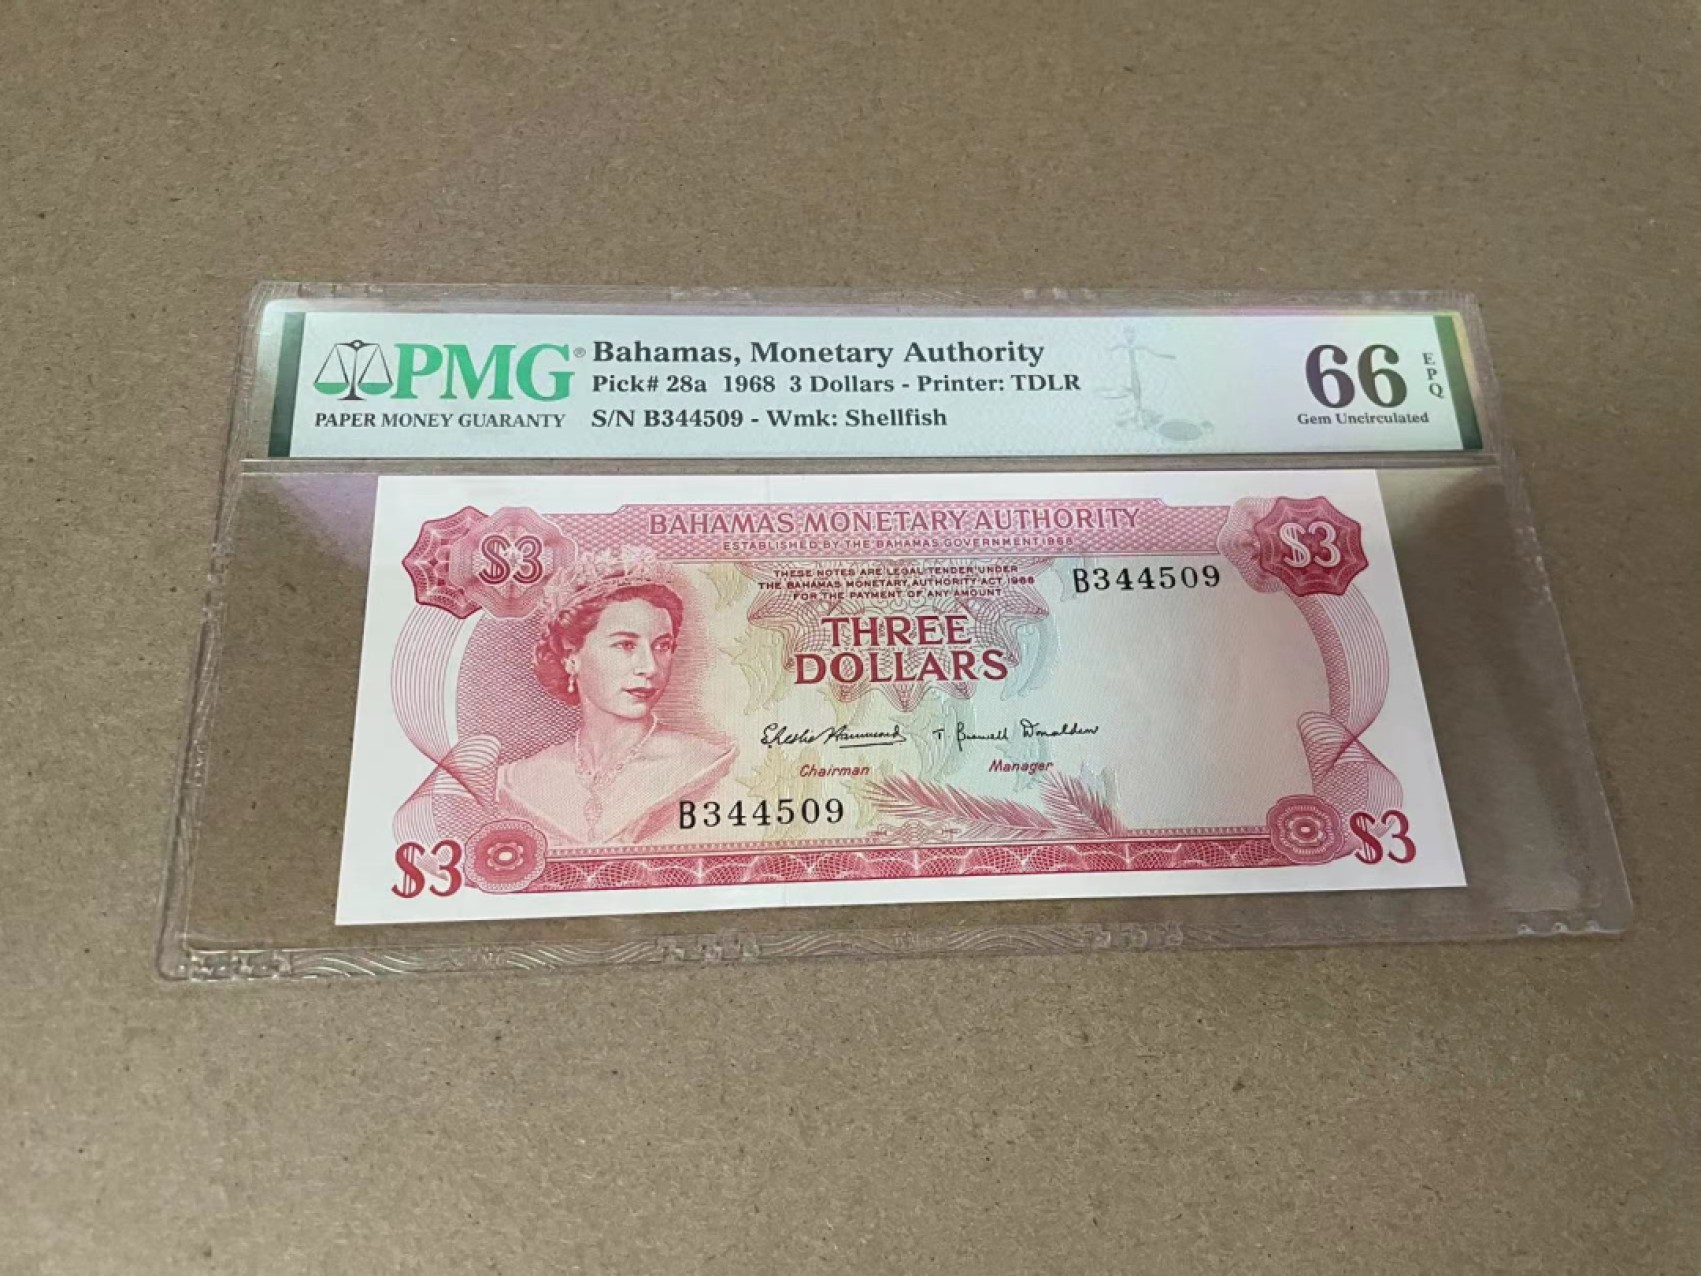 PMG®
PAPER MONEY GUARANTY
Bahamas, Monetary Authority
Pick# 28a 1968 3 Dollars - Printer: TDLR
S/N B344509 - Wmk: Shellfish
66 EPQ
Gem Uncirculated
BAHAMAS MONETARY AUTHORITY
ESTABLISHED BY THE BAHAMAS GOVERNMENT 1968
$3
$3
THESE NOTES ARE LEGAL TENDER UNDER
THE BAHAMAS MONETARY AUTHORITY ACT 1968
FOR THE PAYMENT OF ANY AMOUNT
B344509
THREE
DOLLARS
Chairman
Manager
B344509
$3
$3